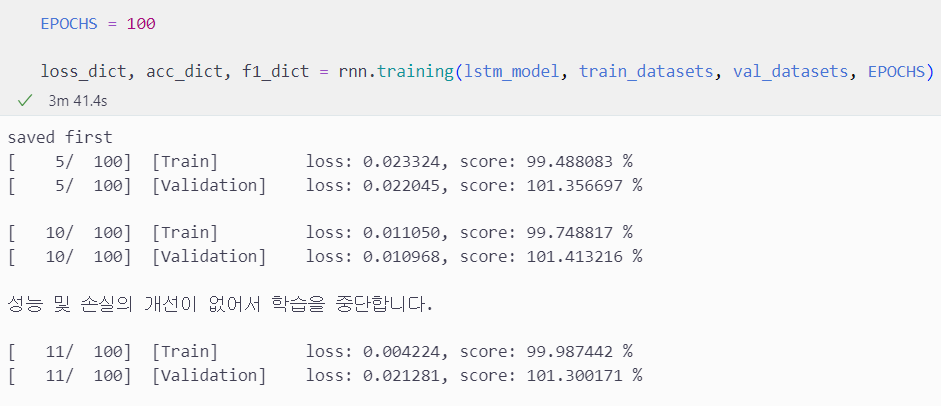 EPOCHS = 100
loss_dict, acc_dict, f1_dict = rnn.training(lstm_model, train_datasets, val_datasets, EPOCHS)
✓ 3m 41.4s
saved first
[    5/  100]  [Train]        loss: 0.023324, score: 99.488083 %
[    5/  100]  [Validation]   loss: 0.022045, score: 101.356697 %
[   10/  100]  [Train]        loss: 0.011050, score: 99.748817 %
[   10/  100]  [Validation]   loss: 0.010968, score: 101.413216 %
성능 및 손실의 개선이 없어서 학습을 중단합니다.
[   11/  100]  [Train]        loss: 0.004224, score: 99.987442 %
[   11/  100]  [Validation]   loss: 0.021281, score: 101.300171 %